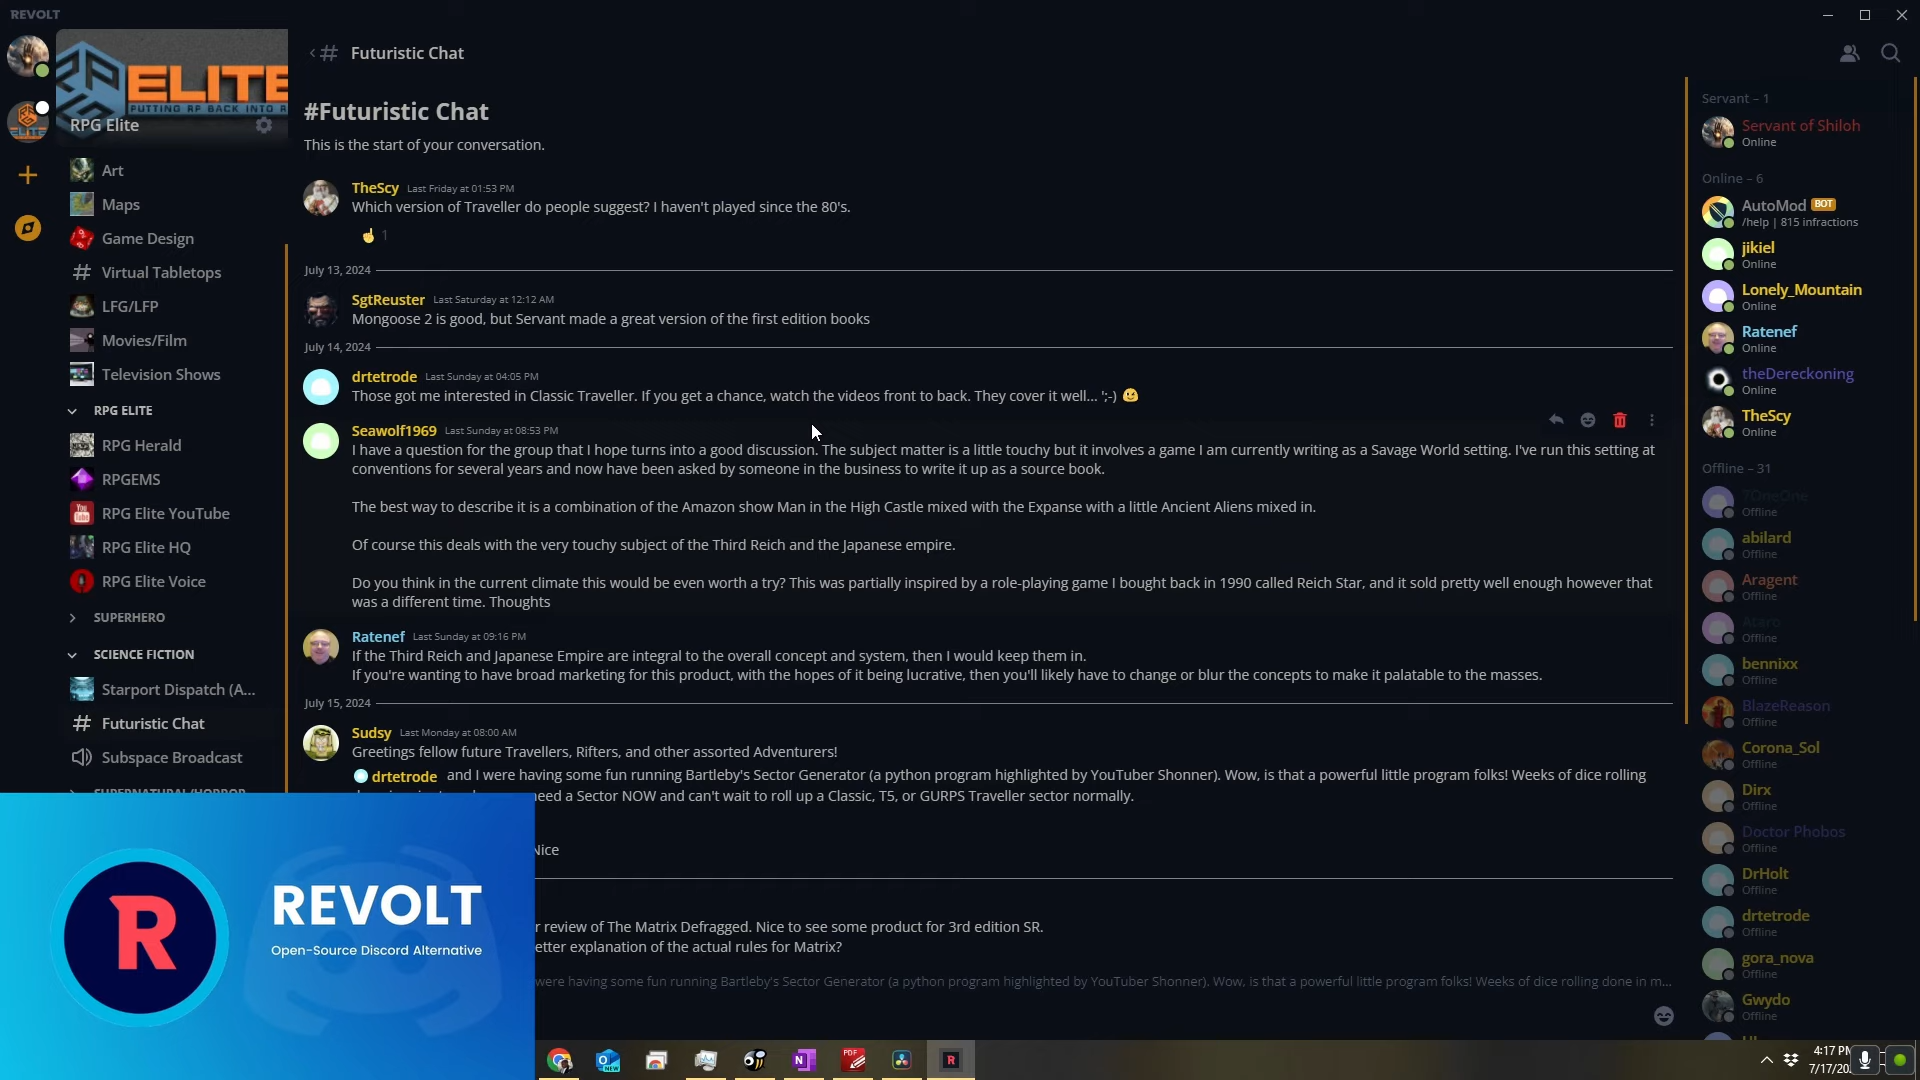 REVOLT
ELITE
PUTTING RP BACK INTO R
RPG Elite
Art
Maps
Game Design
Virtual Tabletops
LFG/LFP
Movies/Film
Television Shows
RPG ELITE
RPG Herald
RPGEMS
RPG Elite YouTube
RPG Elite HQ
RPG Elite Voice
SUPERHERO
SCIENCE FICTION
Starport Dispatch (A...
Futuristic Chat
Subspace Broadcast
Futuristic Chat
#Futuristic Chat
This is the start of your conversation.
TheScy Last Friday at 01:53 PM
Which version of Traveller do people suggest? I haven't played since the 80's.
1
July 13, 2024
SgtReuster Last Saturday at 12:12 AM
Mongoose 2 is good, but Servant made a great version of the first edition books
July 14, 2024
drtetrode Last Sunday at 04:05 PM
Those got me interested in Classic Traveller. If you get a chance, watch the videos front to back. They cover it well... ';-)
Seawolf1969 Last Sunday at 08:53 PM
I have a question for the group that I hope turns into a good discussion. The subject matter is a little touchy but it involves a game I am currently writing as a Savage World setting. I've run this setting at
conventions for several years and now have been asked by someone in the business to write it up as a source book.
The best way to describe it is a combination of the Amazon show Man in the High Castle mixed with the Expanse with a little Ancient Aliens mixed in.
Of course this deals with the very touchy subject of the Third Reich and the Japanese empire.
Do you think in the current climate this would be even worth a try? This was partially inspired by a role-playing game I bought back in 1990 called Reich Star, and it sold pretty well enough however that
was a different time. Thoughts
Ratenef Last Sunday at 09:16 PM
If the Third Reich and Japanese Empire are integral to the overall concept and system, then I would keep them in.
If you're wanting to have broad marketing for this product, with the hopes of it being lucrative, then you'll likely have to change or blur the concepts to make it palatable to the masses.
July 15, 2024
Sudsy Last Monday at 08:00 AM
Greetings fellow future Travellers, Rifters, and other assorted Adventurers!
drtetrode and I were having some fun running Bartleby's Sector Generator (a python program highlighted by YouTuber Shonner). Wow, is that a powerful little program folks! Weeks of dice rolling
need a Sector NOW and can't wait to roll up a Classic, T5, or GURPS Traveller sector normally.
Nice
r review of The Matrix Defragged. Nice to see some product for 3rd edition SR.
etter explanation of the actual rules for Matrix?
were having some fun running Bartleby's Sector Generator (a python program highlighted by YouTuber Shonner). Wow, is that a powerful little program folks! Weeks of dice rolling done in m...
Servant – 1
Servant of Shiloh
Online
Online – 6
AutoMod BOT
/help | 815 infractions
jikiel
Online
Lonely_Mountain
Online
Ratenef
Online
theDereckoning
Online
TheScy
Online
Offline – 31
TOneOne
Offline
abilard
Offline
Aragent
Offline
Offline
bennixx
Offline
BlazeReason
Offline
Corona_Sol
Offline
Dirx
Offline
Doctor Phobos
Offline
DrHolt
Offline
drtetrode
Offline
gora_nova
Offline
Gwydo
Offline
R
REVOLT
Open-Source Discord Alternative
4:17 PM
7/17/20